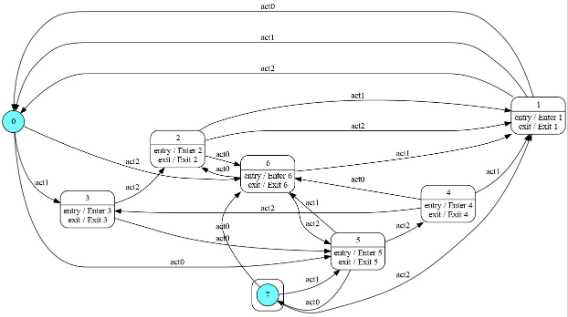 act0
act1
act2
1
entry / Enter 1
exit / Exit 1
0
act1
act2
2
entry / Enter 2
exit / Exit 2
act0
act0
act2
act1
6
entry / Enter 6
exit / Exit 6
act0
act1
act1
act2
3
entry / Enter 3
exit / Exit 3
4
entry / Enter 4
exit / Exit 4
act2
act0
act0
act1
act2
act2
5
entry / Enter 5
exit / Exit 5
act0
act1
act2
7
act0